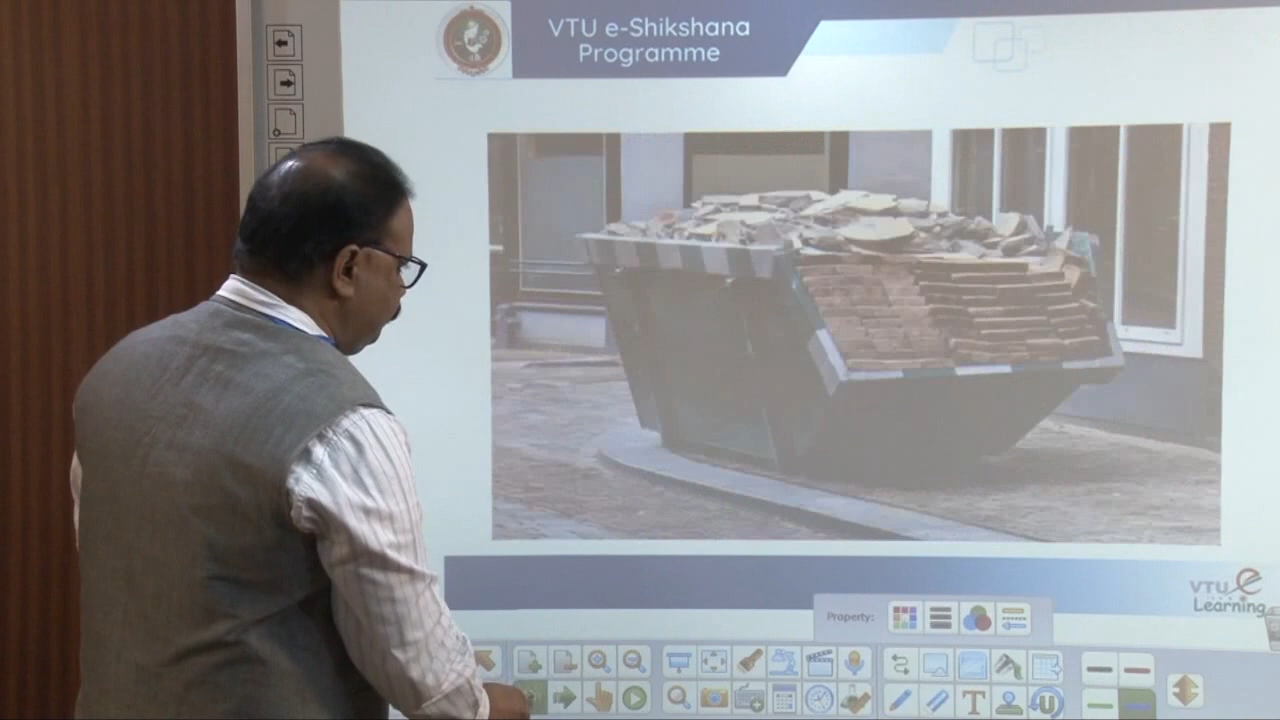 VTU e-Shikshana
Programme
VTU e
Learning
Property:
T